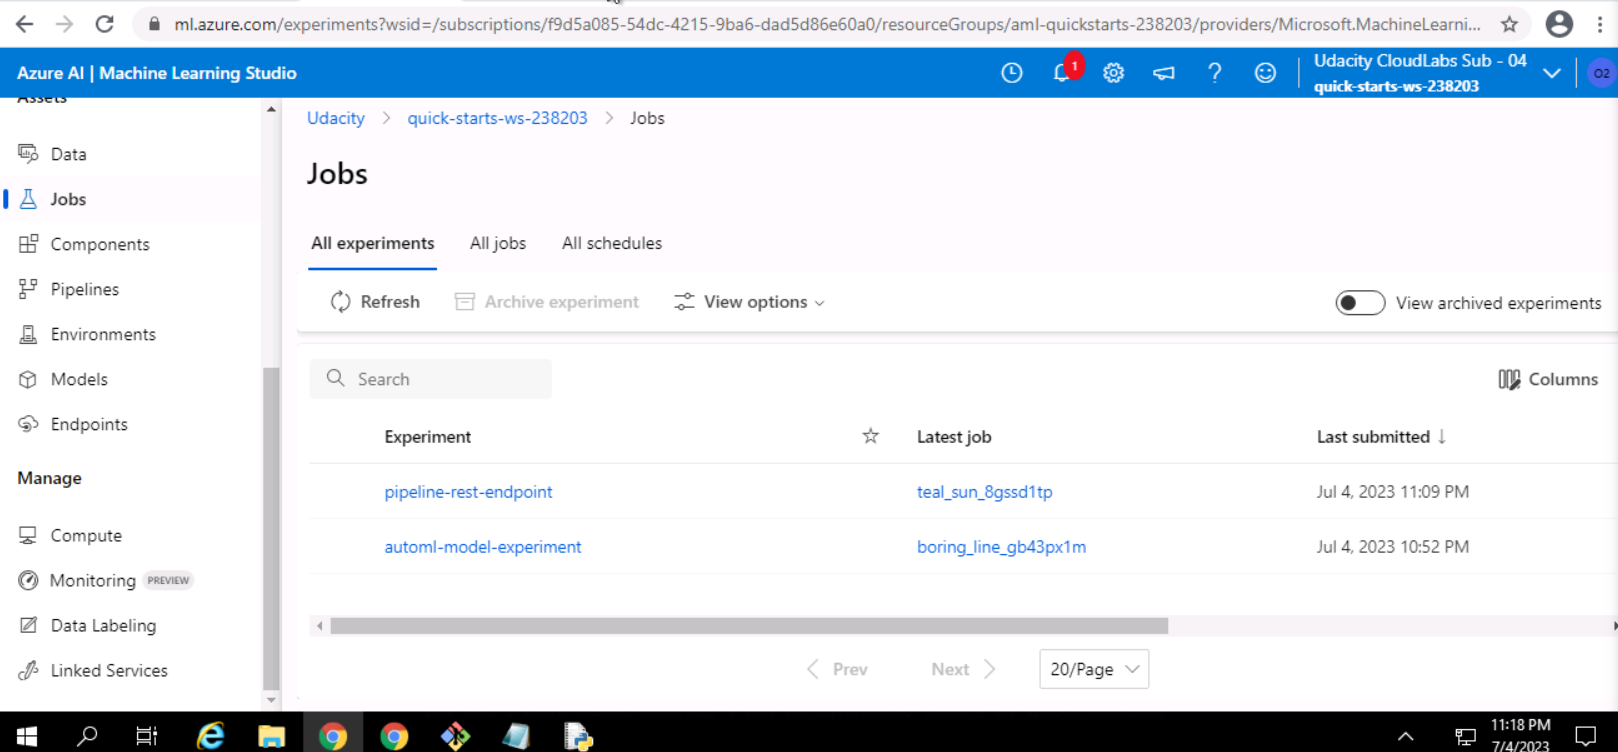 ml.azure.com/experiments?wsid=/subscriptions/f9d5a085-54dc-4215-9ba6-dad5d86e60a0/resourceGroups/aml-quickstarts-238203/providers/Microsoft.MachineLearni...
Azure AI | Machine Learning Studio
1
Udacity CloudLabs Sub - 04
quick-starts-ws-238203
O2
Assets
Data
Jobs
Components
Pipelines
Environments
Models
Endpoints
Manage
Compute
Monitoring PREVIEW
Data Labeling
Linked Services
Udacity > quick-starts-ws-238203 > Jobs
Jobs
All experiments All jobs All schedules
Refresh Archive experiment View options View archived experiments
Search
Columns
Experiment Latest job Last submitted ↓
pipeline-rest-endpoint teal_sun_8gssd1tp Jul 4, 2023 11:09 PM
automl-model-experiment boring_line_gb43px1m Jul 4, 2023 10:52 PM
Prev Next 20/Page
11:18 PM
7/4/2023